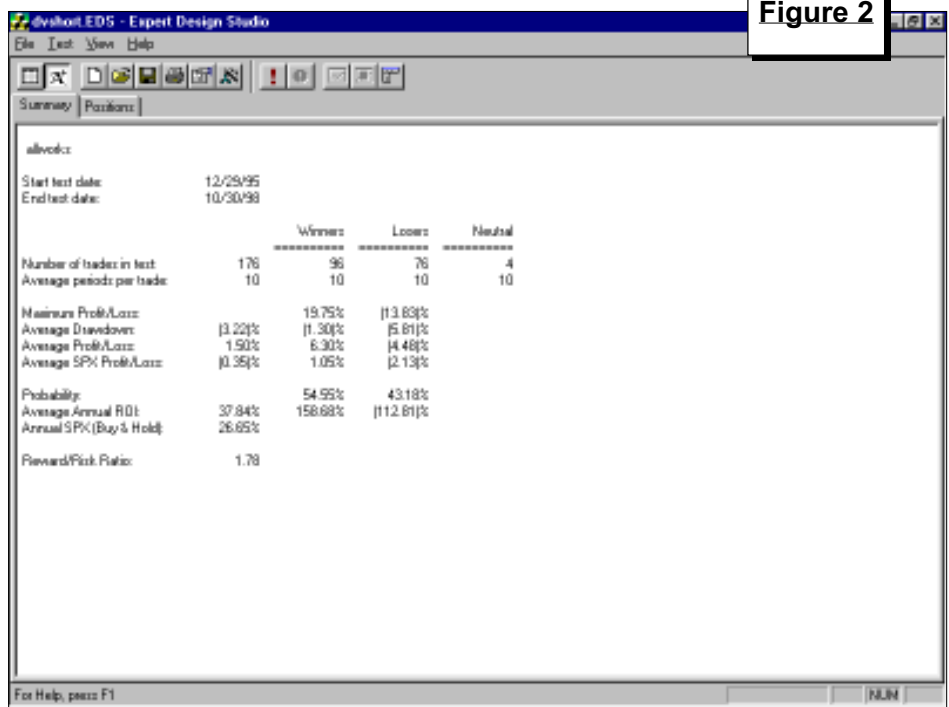 Figure 2
dvshort.EDS - Expert Design Studio
File Test View Help
Summary Positions
allworks
Start test date: 12/29/95
End test date: 10/30/98
Winners Losers Neutral
========== ========== ==========
Number of trades in test: 176 96 76 4
Average periods per trade: 10 10 10 10
Maximum Profit/Loss: 19.75% (13.83)%
Average Drawdown: (3.22)% (1.30)% (5.81)%
Average Profit/Loss: 1.50% 6.30% (4.48)%
Average SPX Profit/Loss: (0.35)% 1.05% (2.13)%
Probability: 54.55% 43.18%
Average Annual ROI: 37.84% 158.68% (112.81)%
Annual SPX (Buy & Hold): 26.65%
Reward/Risk Ratio: 1.78
For Help, press F1
NUM